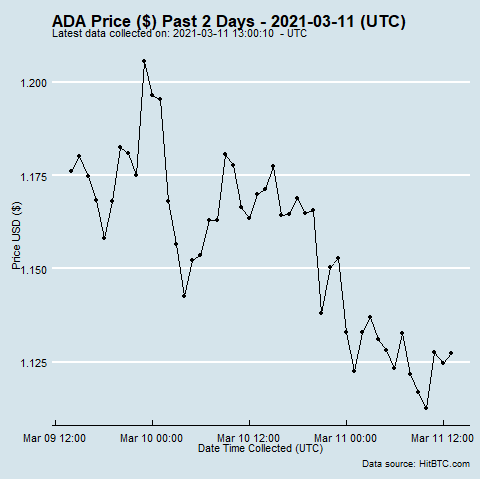 ADA Price ($) Past 2 Days - 2021-03-11 (UTC)
Latest data collected on: 2021-03-11 13:00:10  - UTC
1.200
1.175
1.150
1.125
Price USD ($)
Mar 09 12:00 Mar 10 00:00 Mar 10 12:00 Mar 11 00:00 Mar 11 12:00
Date Time Collected (UTC)
Data source: HitBTC.com